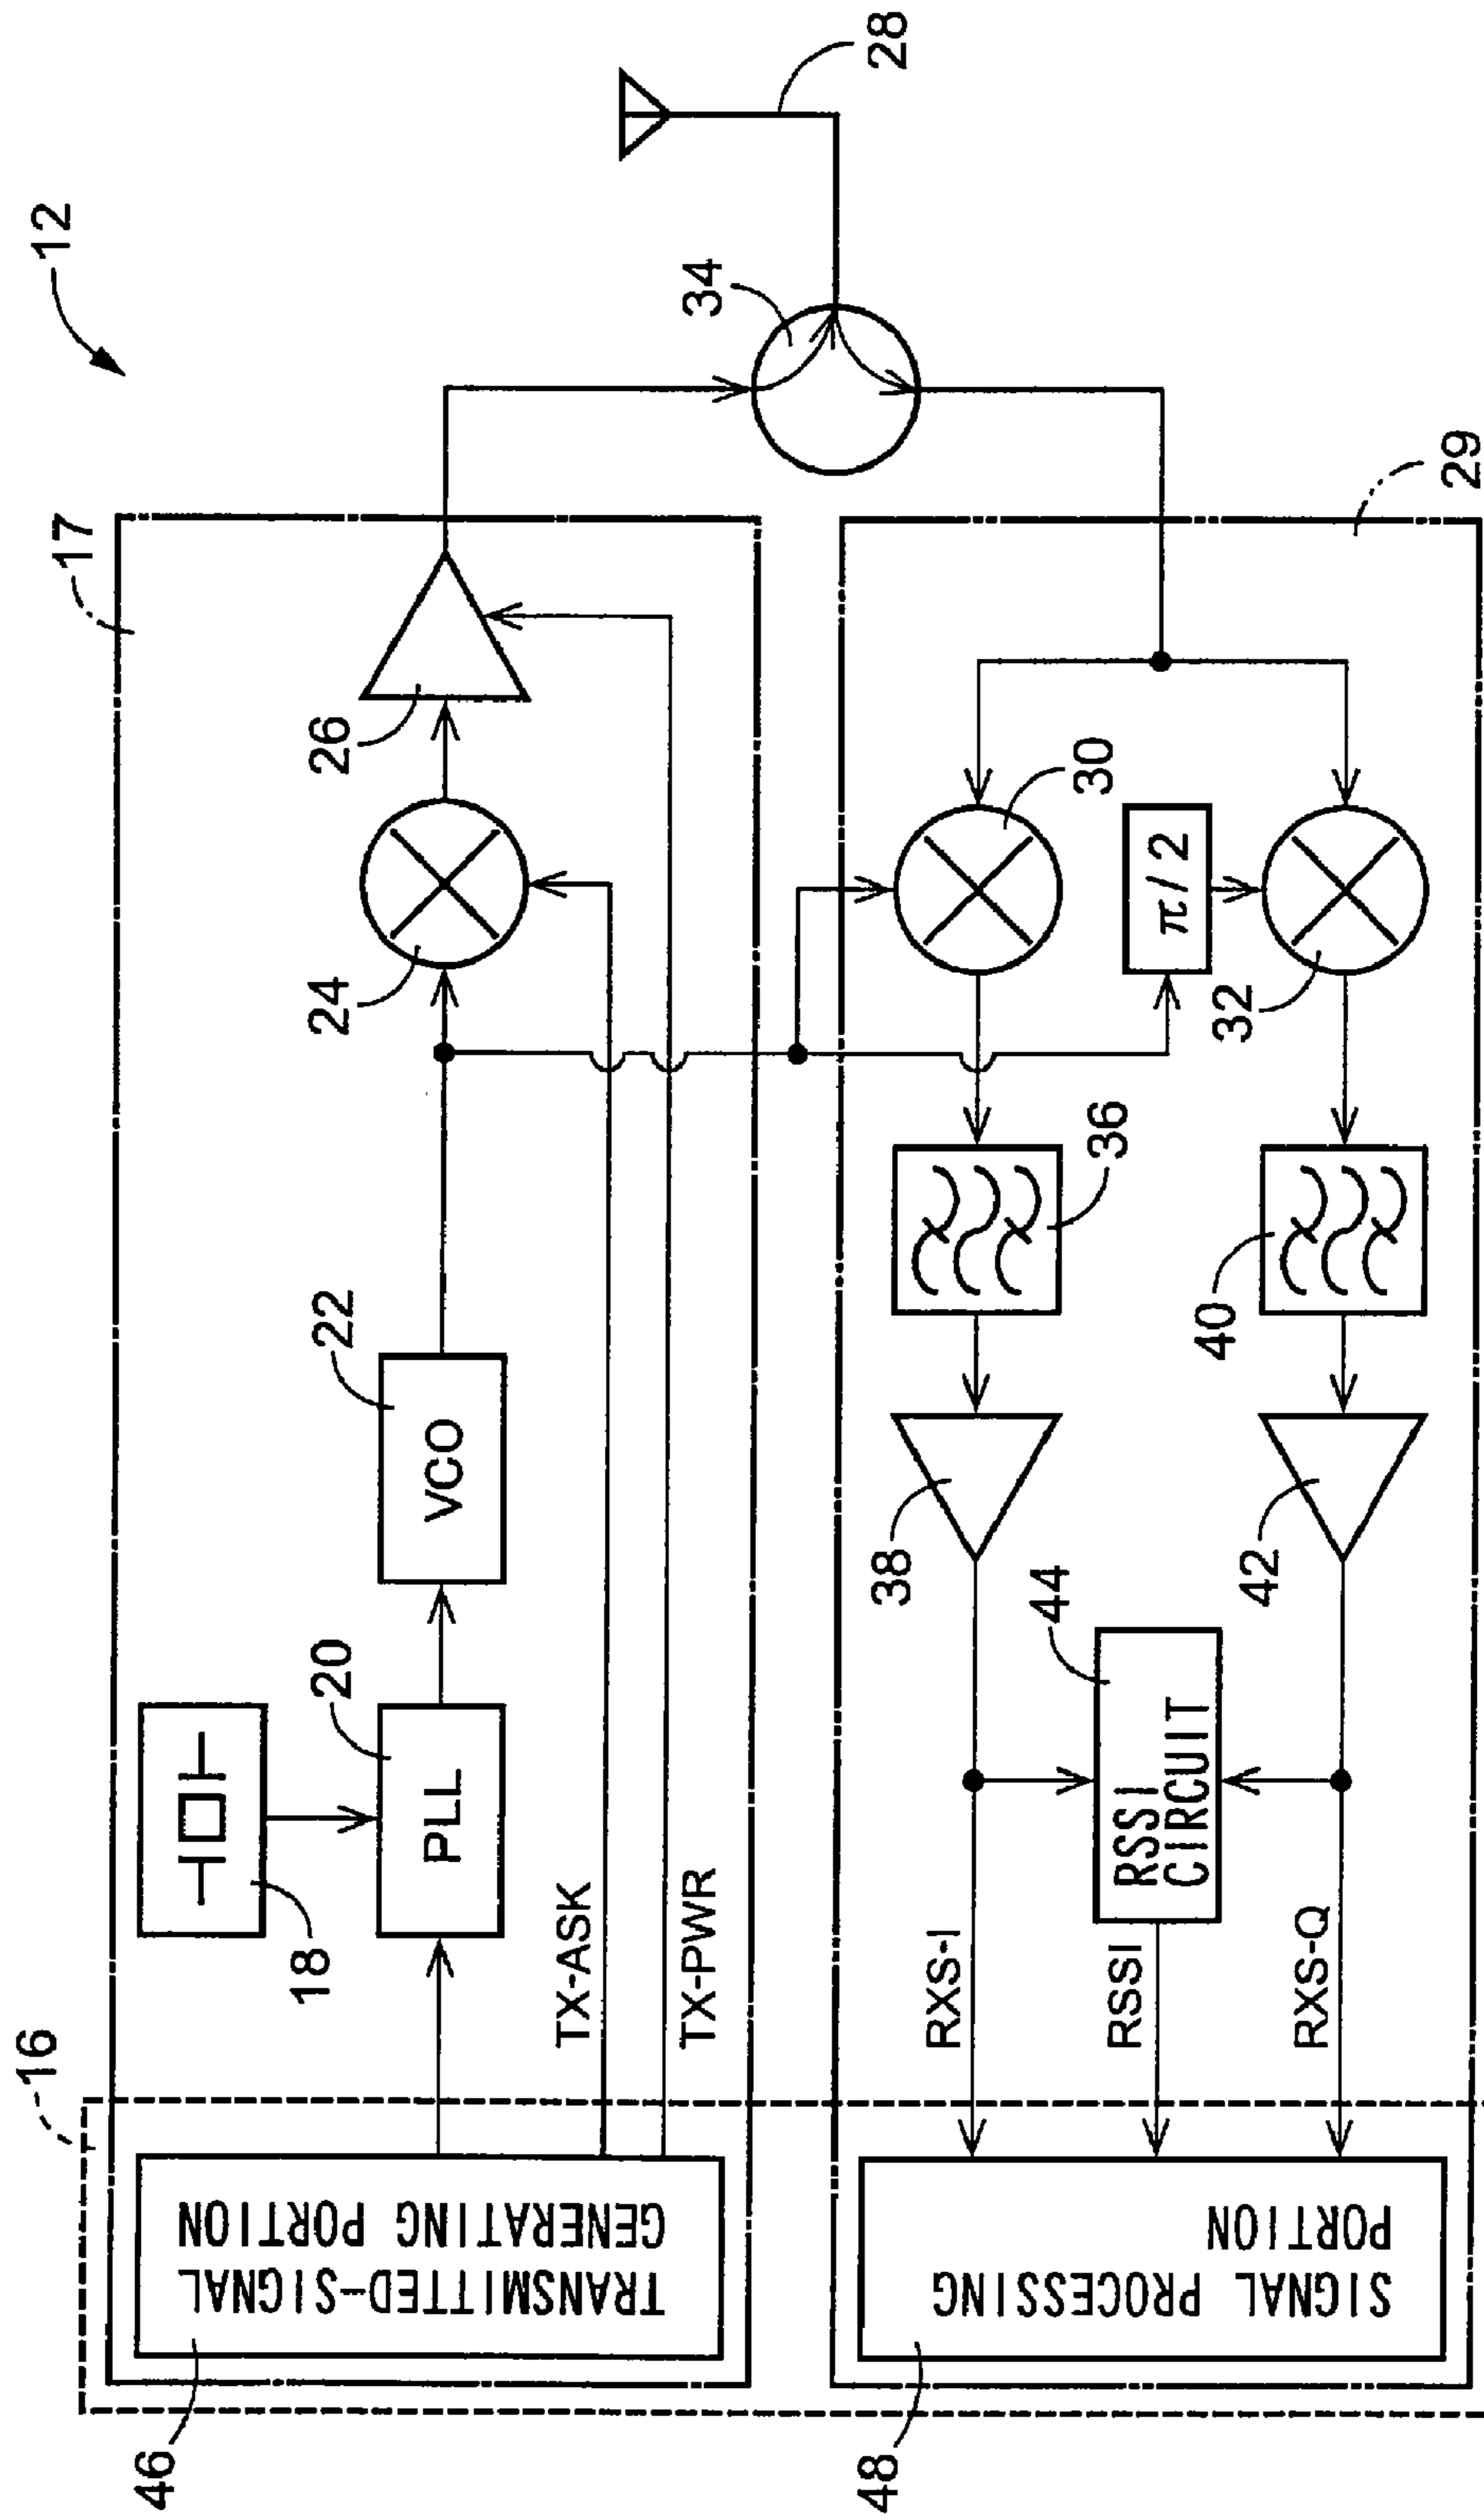 12
17
16
18
20
PLL
22
VCO
24
26
34
28
TX-ASK
TX-PWR
46
TRANSMITTED-SIGNAL
GENERATING PORTION
29
30
π/2
32
36
40
38
42
44
RSSI
CIRCUIT
RXS-I
RSSI
RXS-Q
48
SIGNAL PROCESSING
PORTION